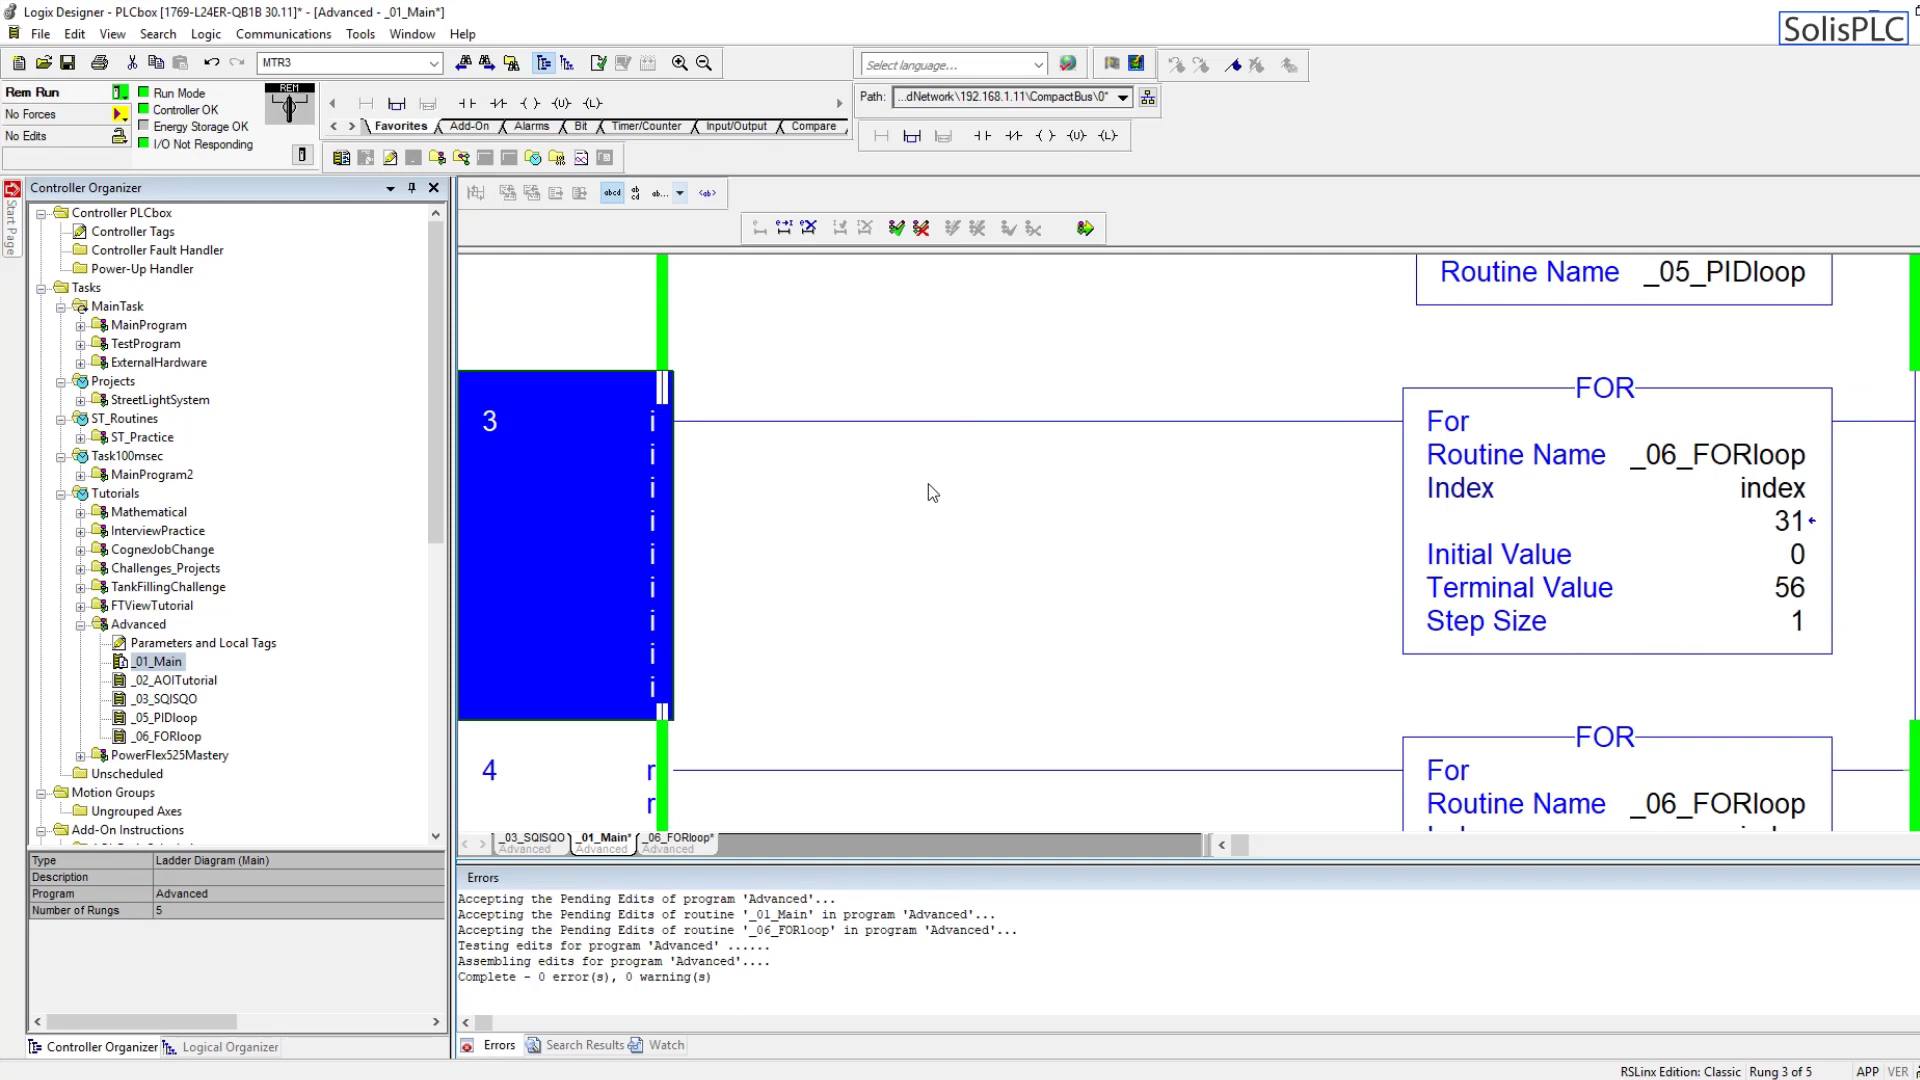 Logix Designer - PLCbox [1769-L24ER-QB1B 30.11]* - [Advanced - _01_Main*]
SolisPLC
File Edit View Search Logic Communications Tools Window Help
MTR3
Select language...
Rem Run
No Forces
No Edits
Run Mode
Controller OK
Energy Storage OK
I/O Not Responding
REM
Path: ...dNetwork\192.168.1.11\CompactBus\0*
Favorites Add-On Alarms Bit Timer/Counter Input/Output Compare
Start Page
Controller Organizer
Controller PLCbox
Controller Tags
Controller Fault Handler
Power-Up Handler
Tasks
MainTask
MainProgram
TestProgram
ExternalHardware
Projects
StreetLightSystem
ST_Routines
ST_Practice
Task100msec
MainProgram2
Tutorials
Mathematical
InterviewPractice
CognexJobChange
Challenges_Projects
TankFillingChallenge
FTViewTutorial
Advanced
Parameters and Local Tags
_01_Main
_02_AOITutorial
_03_SQISQO
_05_PIDloop
_06_FORloop
PowerFlex525Mastery
Unscheduled
Motion Groups
Ungrouped Axes
Add-On Instructions
Type Ladder Diagram (Main)
Description
Program Advanced
Number of Rungs 5
Controller Organizer Logical Organizer
abcd ab cd ab... <ab>
Routine Name _05_PIDloop
FOR
3 i For
i Routine Name _06_FORloop
i Index index
i 31
i Initial Value 0
i Terminal Value 56
i Step Size 1
i
i
FOR
4 r For
r Routine Name _06_FORloop
_03_SQISQO _01_Main* _06_FORloop*
Advanced Advanced Advanced
Errors
Accepting the Pending Edits of program 'Advanced'...
Accepting the Pending Edits of routine '_01_Main' in program 'Advanced'...
Accepting the Pending Edits of routine '_06_FORloop' in program 'Advanced'...
Testing edits for program 'Advanced' ......
Assembling edits for program 'Advanced'....
Complete - 0 error(s), 0 warning(s)
Errors Search Results Watch
RSLinx Edition: Classic Rung 3 of 5 APP VER